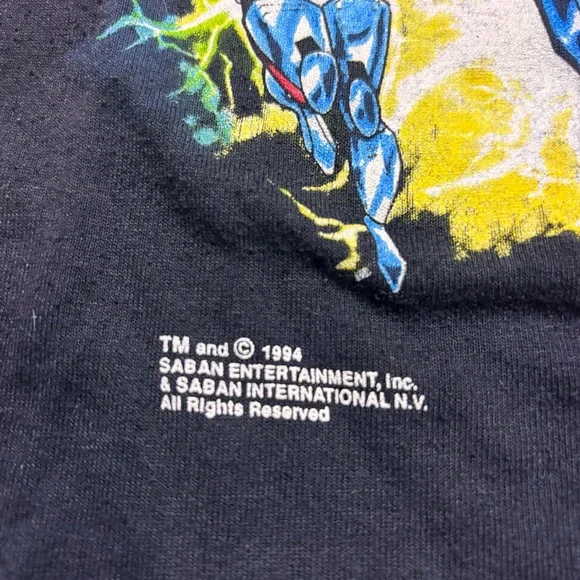 TM and © 1994
SABAN ENTERTAINMENT, Inc.
& SABAN INTERNATIONAL N.V.
All Rights Reserved